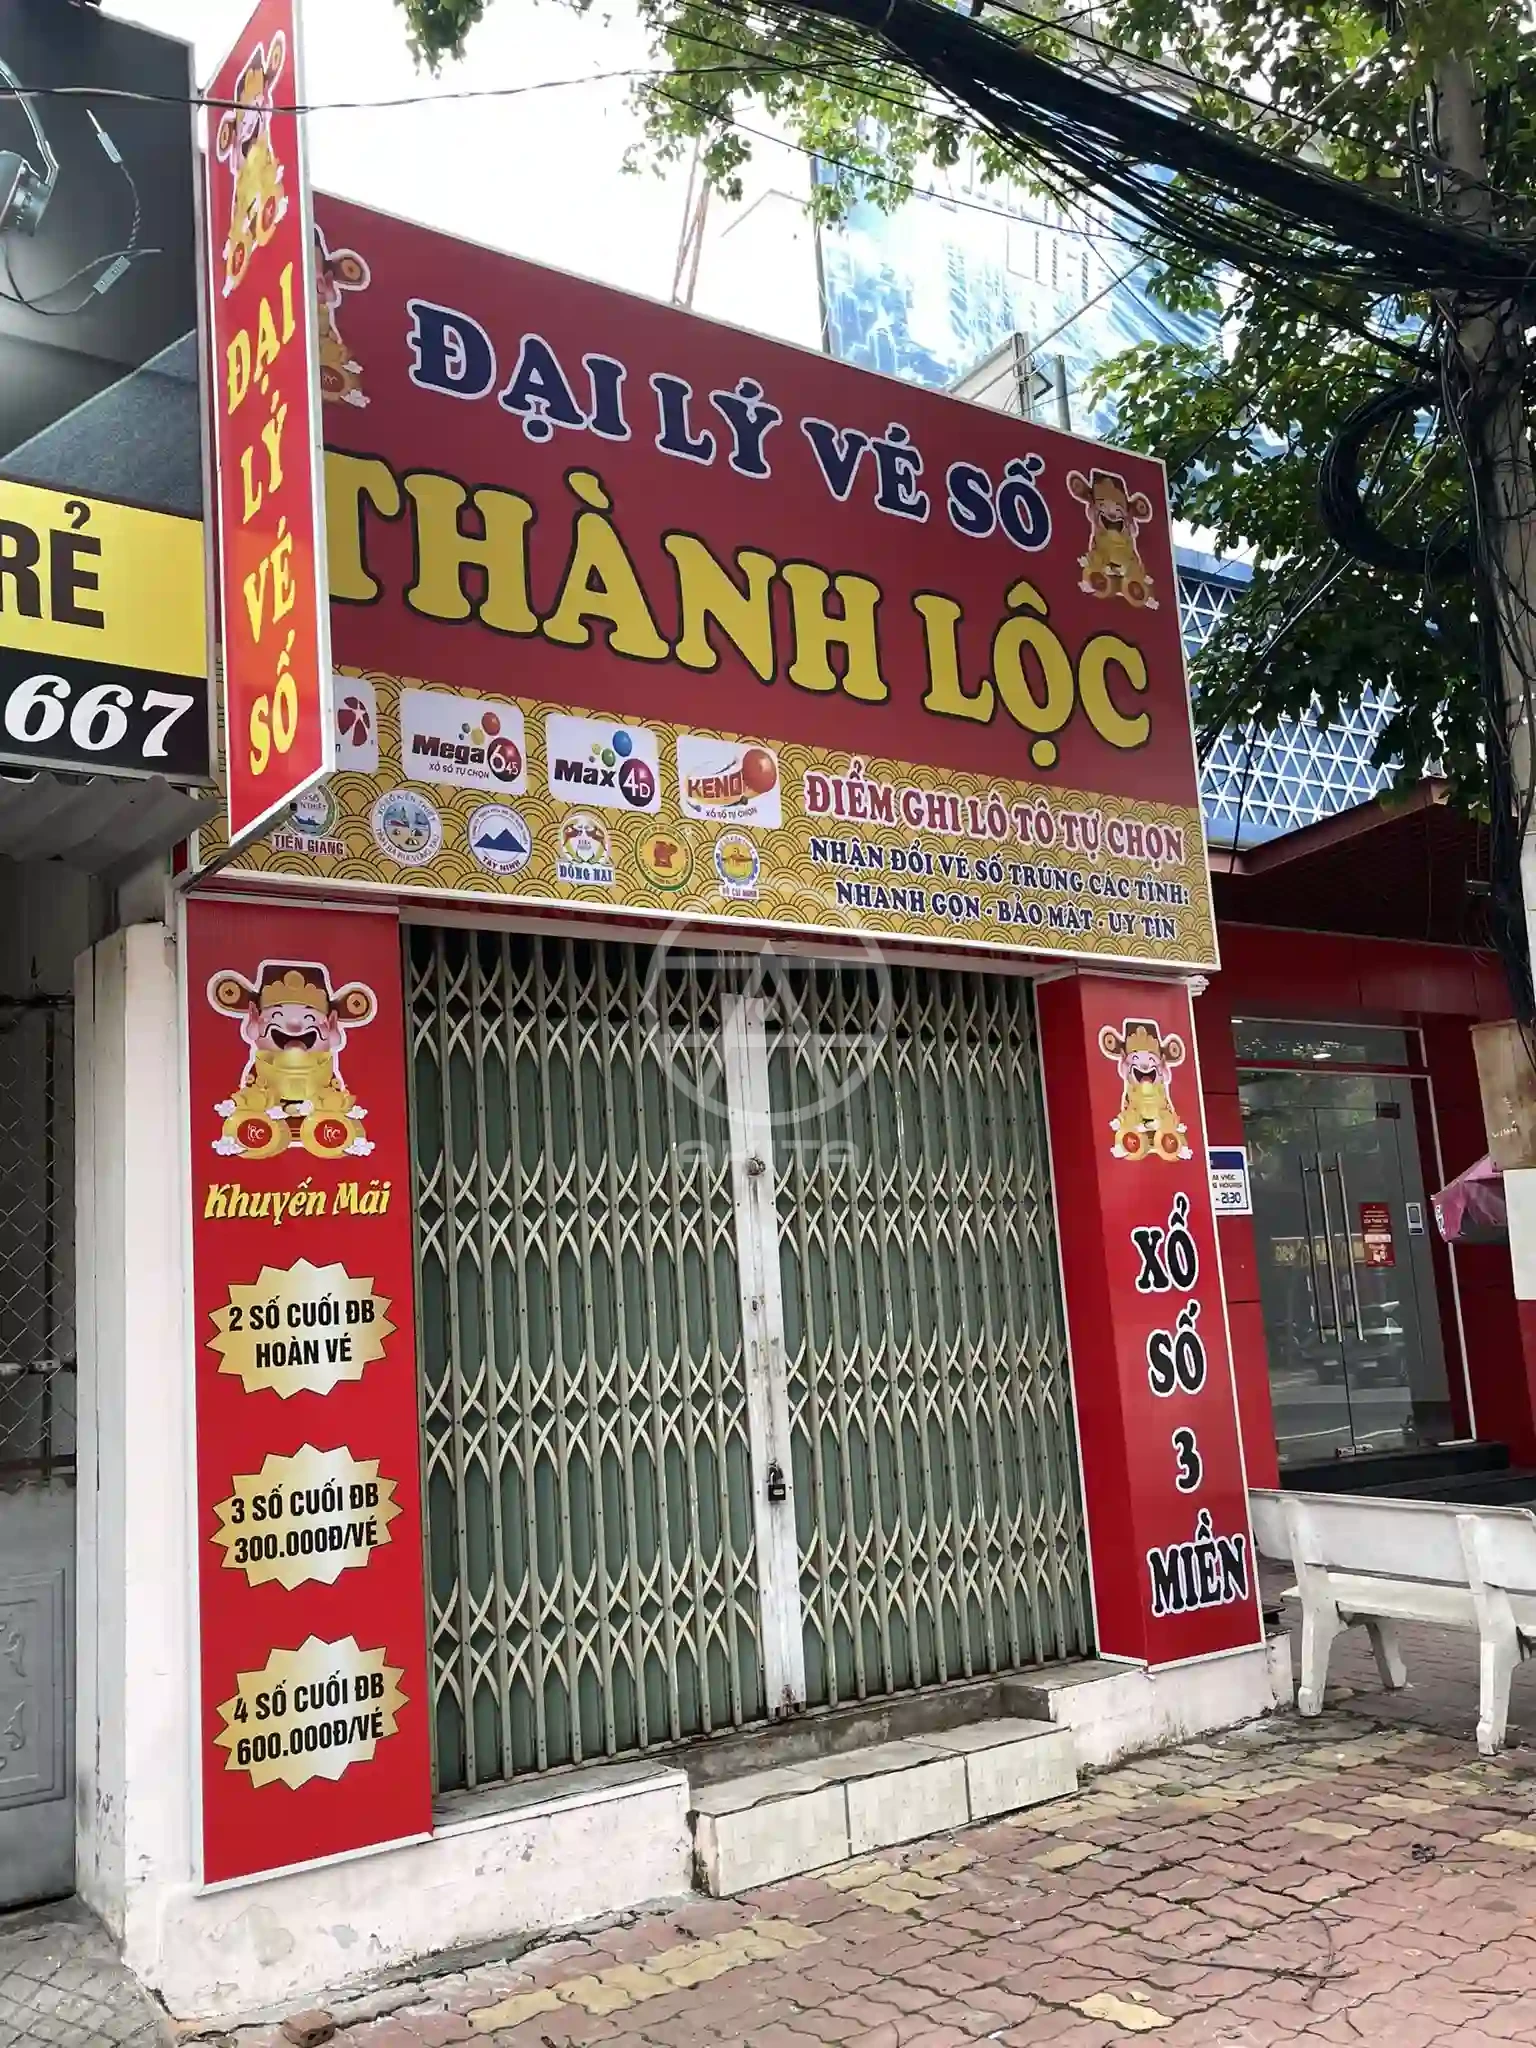 ĐẠI
LÝ
VÉ
SỐ
ĐẠI LÝ VÉ SỐ
THÀNH LỘC
RẺ
667
Mega 6/45
XỔ SỐ TỰ CHỌN
Max 4D
KENO
XỔ SỐ TỰ CHỌN
TIỀN GIANG
TÂY NINH
ĐỒNG NAI
ĐIỂM GHI LÔ TÔ TỰ CHỌN
NHẬN ĐỔI VÉ SỐ TRÚNG CÁC TỈNH:
NHANH GỌN - BẢO MẬT - UY TÍN
LỘC LỘC
Khuyến Mãi
2 SỐ CUỐI ĐB
HOÀN VÉ
3 SỐ CUỐI ĐB
300.000Đ/VÉ
4 SỐ CUỐI ĐB
600.000Đ/VÉ
XỔ
SỐ
3
MIỀN
- 21:30